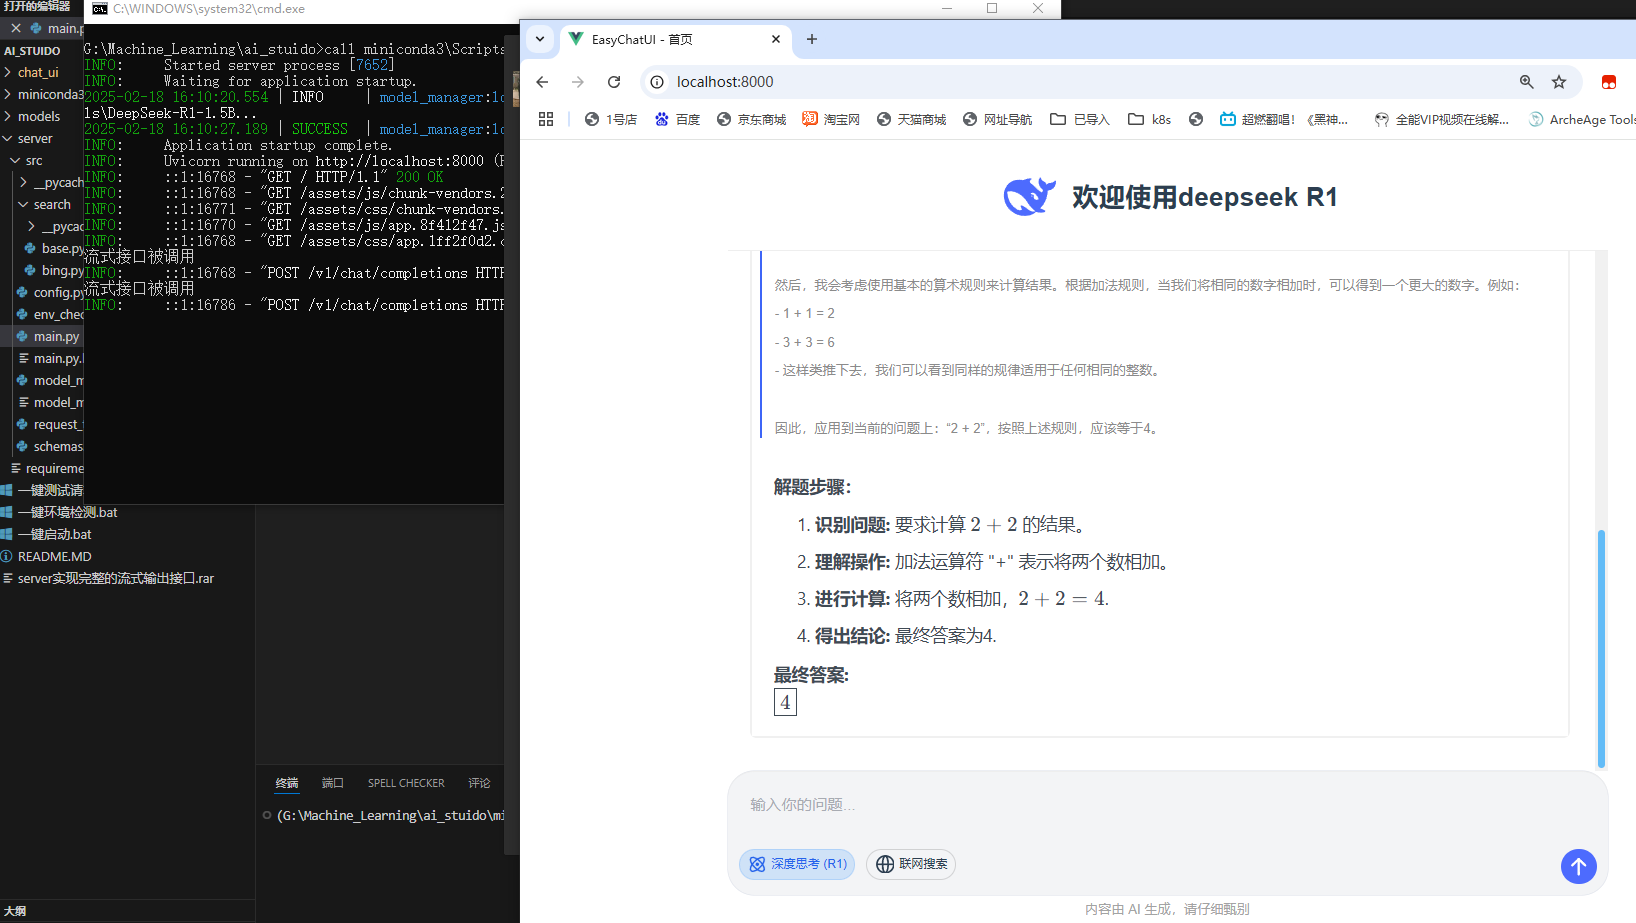 打开的编辑器
main.p
AI_STUIDO
chat_ui
miniconda3
models
server
src
__pycach
search
__pycac
base.py
bing.py
config.py
env_chec
main.py
main.py.
model_m
model_m
request_
schemas
requireme
一键测试请
一键环境检测.bat
一键启动.bat
README.MD
server实现完整的流式输出接口.rar
大纲
C:\WINDOWS\system32\cmd.exe
G:\Machine_Learning\ai_stuido>call miniconda3\Scripts
INFO: Started server process [7652]
INFO: Waiting for application startup.
2025-02-18 16:10:20.554 | INFO | model_manager:lo
ls\DeepSeek-R1-1.5B...
2025-02-18 16:10:27.189 | SUCCESS | model_manager:lo
INFO: Application startup complete.
INFO: Uvicorn running on http://localhost:8000 (P
INFO: ::1:16768 - "GET / HTTP/1.1" 200 OK
INFO: ::1:16768 - "GET /assets/js/chunk-vendors.2
INFO: ::1:16771 - "GET /assets/css/chunk-vendors.
INFO: ::1:16770 - "GET /assets/js/app.8f412f47.js
INFO: ::1:16768 - "GET /assets/css/app.1ff2f0d2.c
流式接口被调用
INFO: ::1:16768 - "POST /v1/chat/completions HTTP
流式接口被调用
INFO: ::1:16786 - "POST /v1/chat/completions HTTP
终端 端口 SPELL CHECKER 评论
(G:\Machine_Learning\ai_stuido\mi
EasyChatUI - 首页
localhost:8000
1号店 百度 京东商城 淘宝网 天猫商城 网址导航 已导入 k8s 超燃翻唱！《黑神... 全能VIP视频在线解... ArcheAge Tools
欢迎使用deepseek R1
然后，我会考虑使用基本的算术规则来计算结果。根据加法规则，当我们将相同的数字相加时，可以得到一个更大的数字。例如：
- 1 + 1 = 2
- 3 + 3 = 6
- 这样类推下去，我们可以看到同样的规律适用于任何相同的整数。
因此，应用到当前的问题上：“2 + 2”，按照上述规则，应该等于4。
解题步骤：
1. 识别问题: 要求计算 2 + 2 的结果。
2. 理解操作: 加法运算符 "+" 表示将两个数相加。
3. 进行计算: 将两个数相加，2 + 2 = 4.
4. 得出结论: 最终答案为4.
最终答案:
4
输入你的问题...
深度思考 (R1) 联网搜索
内容由 AI 生成，请仔细甄别